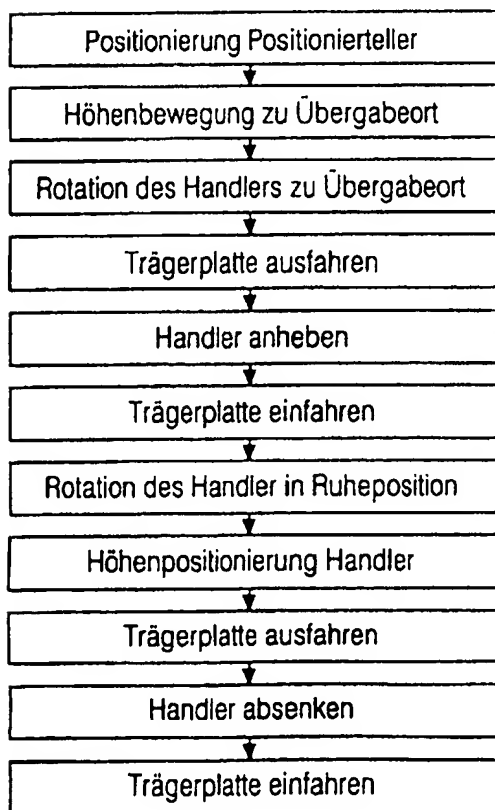 Positionierung Positionierteller
Höhenbewegung zu Übergabeort
Rotation des Handlers zu Übergabeort
Trägerplatte ausfahren
Handler anheben
Trägerplatte einfahren
Rotation des Handler in Ruheposition
Höhenpositionierung Handler
Trägerplatte ausfahren
Handler absenken
Trägerplatte einfahren